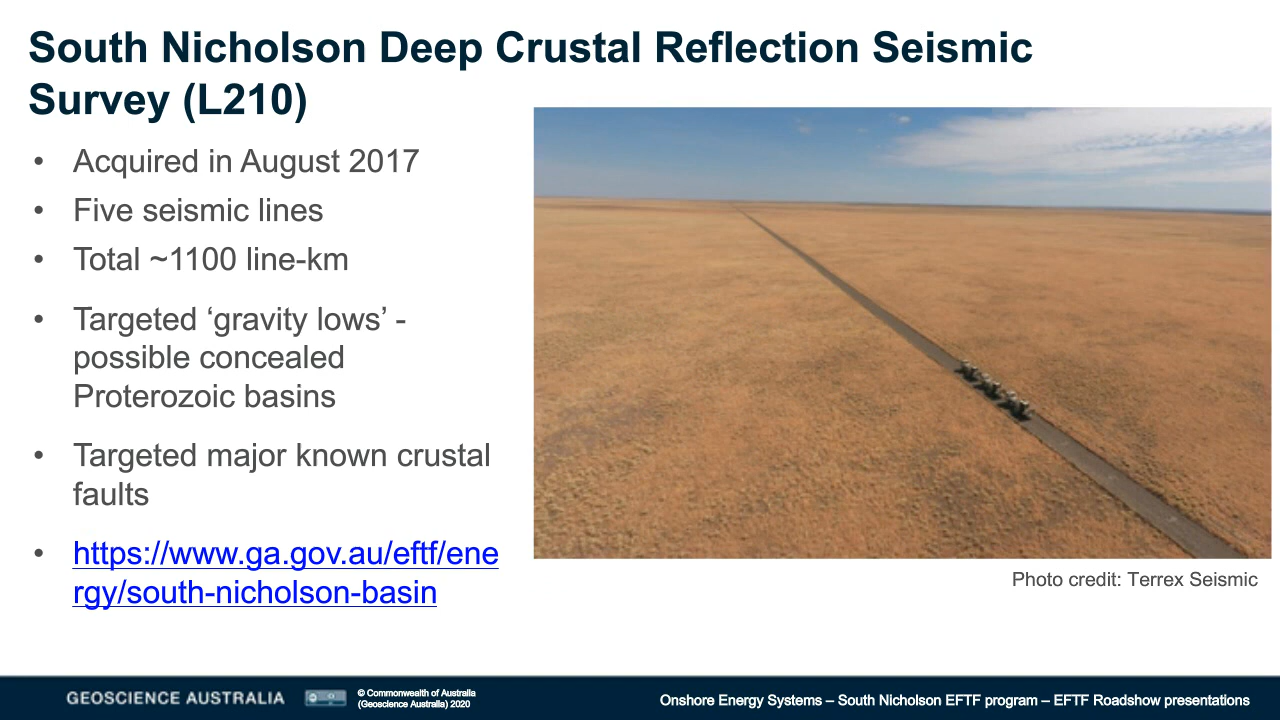 South Nicholson Deep Crustal Reflection Seismic
Survey (L210)
• Acquired in August 2017
• Five seismic lines
• Total ~1100 line-km
• Targeted ‘gravity lows’ -
possible concealed
Proterozoic basins
• Targeted major known crustal
faults
• https://www.ga.gov.au/eftf/ene
rgy/south-nicholson-basin
Photo credit: Terrex Seismic
GEOSCIENCE AUSTRALIA
© Commonwealth of Australia
(Geoscience Australia) 2020
Onshore Energy Systems – South Nicholson EFTF program – EFTF Roadshow presentations